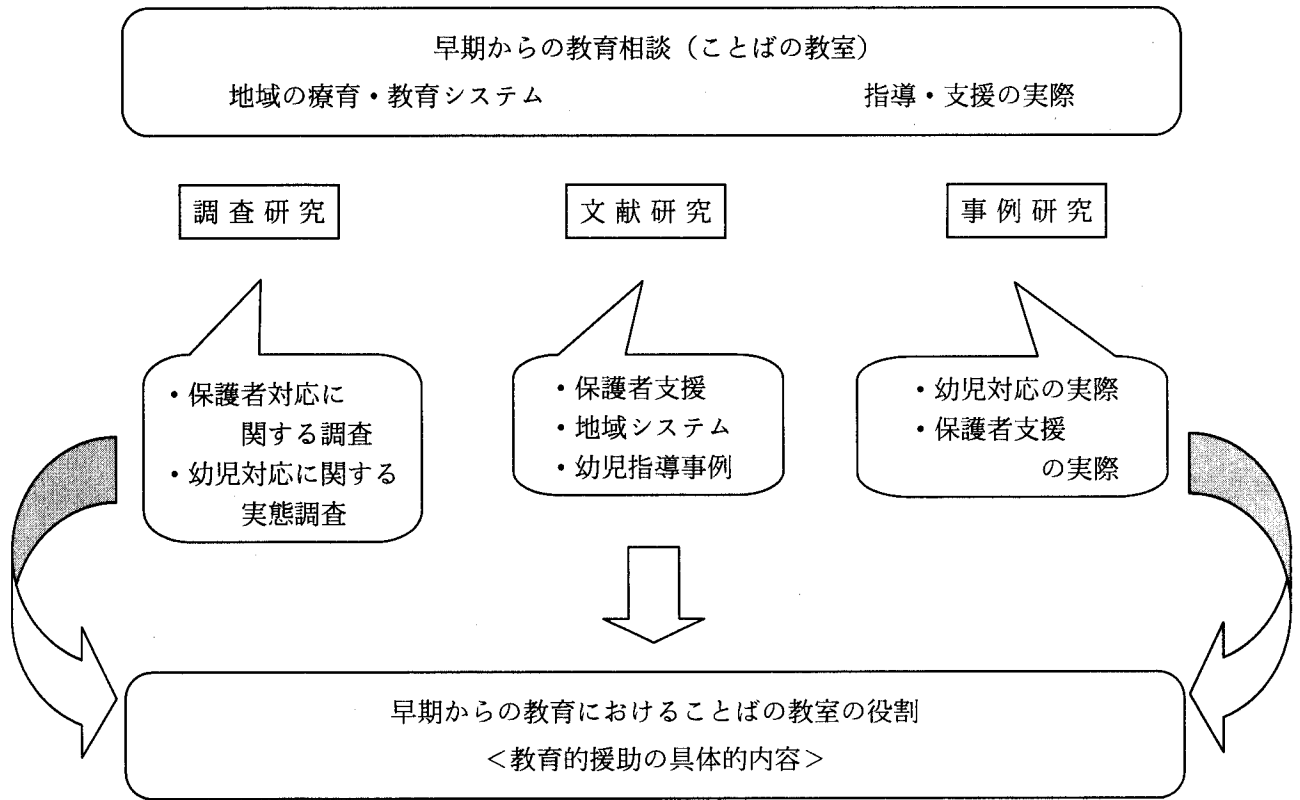 早期からの教育相談（ことばの教室）
地域の療育・教育システム　指導・支援の実際
調査研究
文献研究
事例研究
・保護者対応に
関する調査
・幼児対応に関する
実態調査
・保護者支援
・地域システム
・幼児指導事例
・幼児対応の実際
・保護者支援
の実際
早期からの教育におけることばの教室の役割
＜教育的援助の具体的内容＞